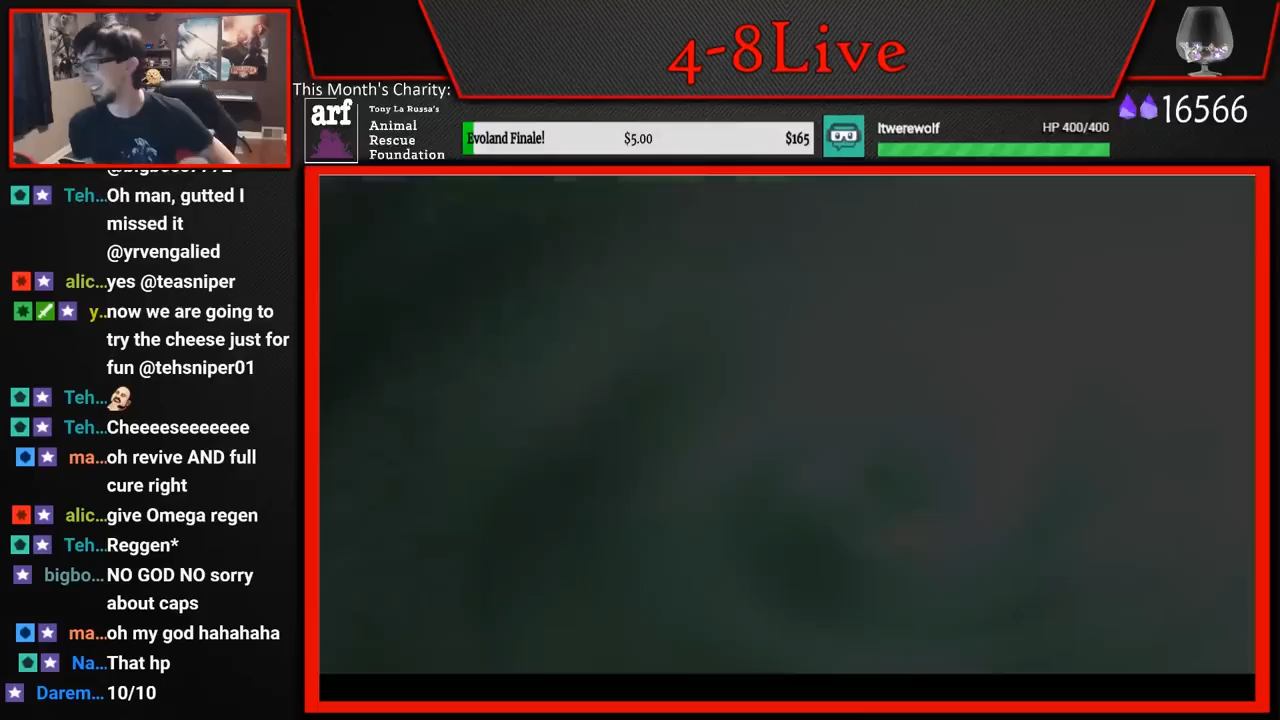 4-8Live
This Month's Charity:
arf
Tony La Russa's
Animal
Rescue
Foundation
Evoland Finale! $5.00 $165
ltwerewolf HP 400/400
16566
Teh... Oh man, gutted I
missed it
@yrvengalied
alic... yes @teasniper
y.. now we are going to
try the cheese just for
fun @tehsniper01
Teh...
Teh... Cheeeeseeeeeee
ma... oh revive AND full
cure right
alic... give Omega regen
Teh... Reggen*
bigbo... NO GOD NO sorry
about caps
ma... oh my god hahahaha
Na... That hp
Darem... 10/10